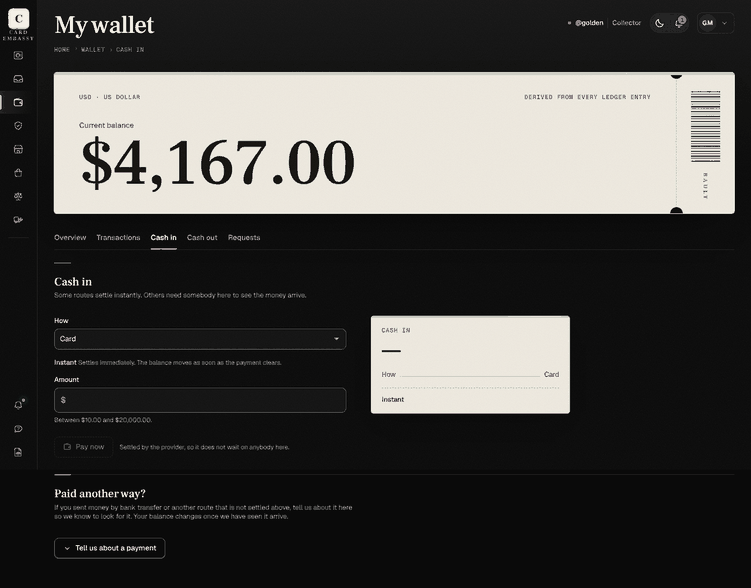 C
CARD
EMBASSY
My wallet
@golden
Collector
1
GM
HOME › WALLET › CASH IN
USD · US DOLLAR
DERIVED FROM EVERY LEDGER ENTRY
Current balance
$4,167.00
Overview
Transactions
Cash in
Cash out
Requests
Cash in
Some routes settle instantly. Others need somebody here to see the money arrive.
How
Card
Instant Settles immediately. The balance moves as soon as the payment clears.
Amount
$
Between $10.00 and $20,000.00.
Pay now
Settled by the provider, so it does not wait on anybody here.
CASH IN
—
How
Card
Instant
Paid another way?
If you sent money by bank transfer or another route that is not settled above, tell us about it here
so we know to look for it. Your balance changes once we have seen it arrive.
Tell us about a payment